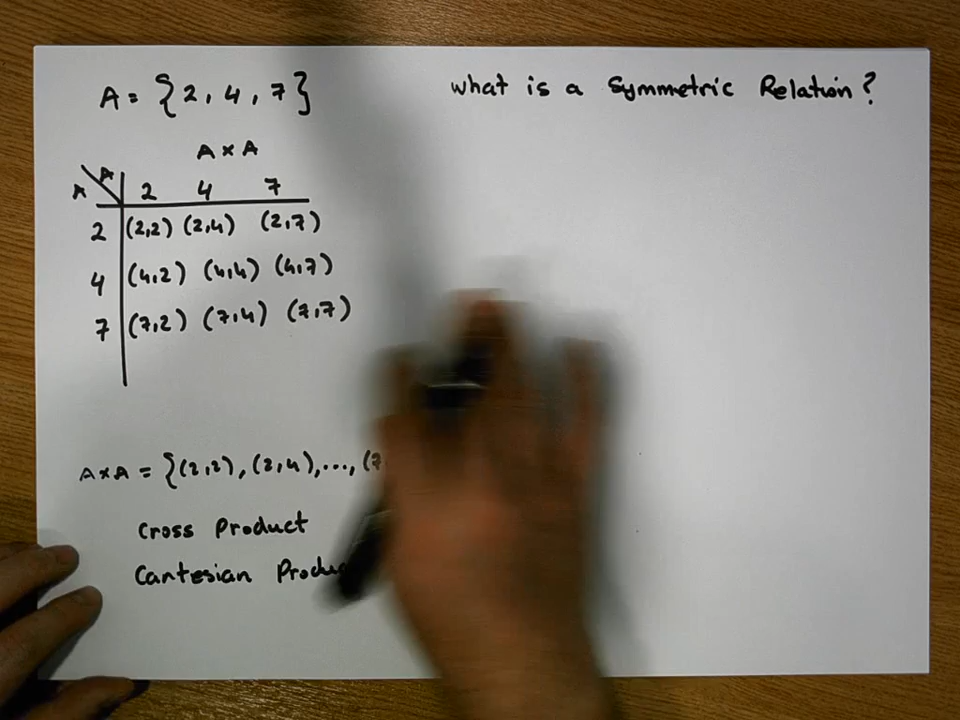 A = {2, 4, 7}
what is a Symmetric Relation?
A × A
A A 2 4 7
2 (2,2) (2,4) (2,7)
4 (4,2) (4,4) (4,7)
7 (7,2) (7,4) (7,7)
A×A = {(2,2), (2,4), ..., (7,
Cross Product
Cartesian